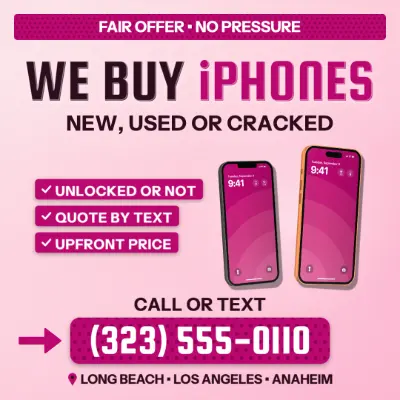 FAIR OFFER • NO PRESSURE
WE BUY iPHONES
NEW, USED OR CRACKED
✓ UNLOCKED OR NOT
✓ QUOTE BY TEXT
✓ UPFRONT PRICE
9:41
9:41
CALL OR TEXT
(323) 555-0110
LONG BEACH • LOS ANGELES • ANAHEIM